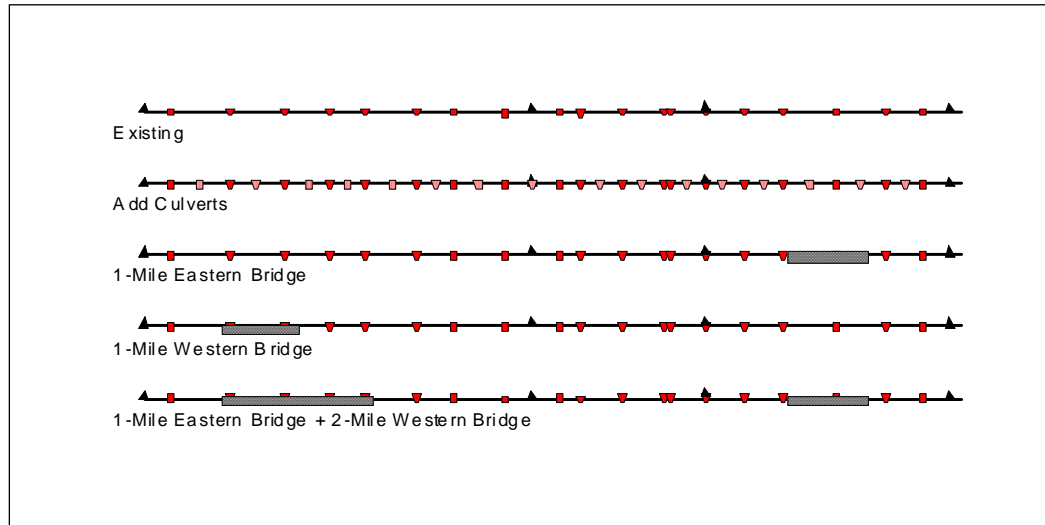 Existing
Add Culverts
1-Mile Eastern Bridge
1-Mile Western Bridge
1-Mile Eastern Bridge + 2-Mile Western Bridge